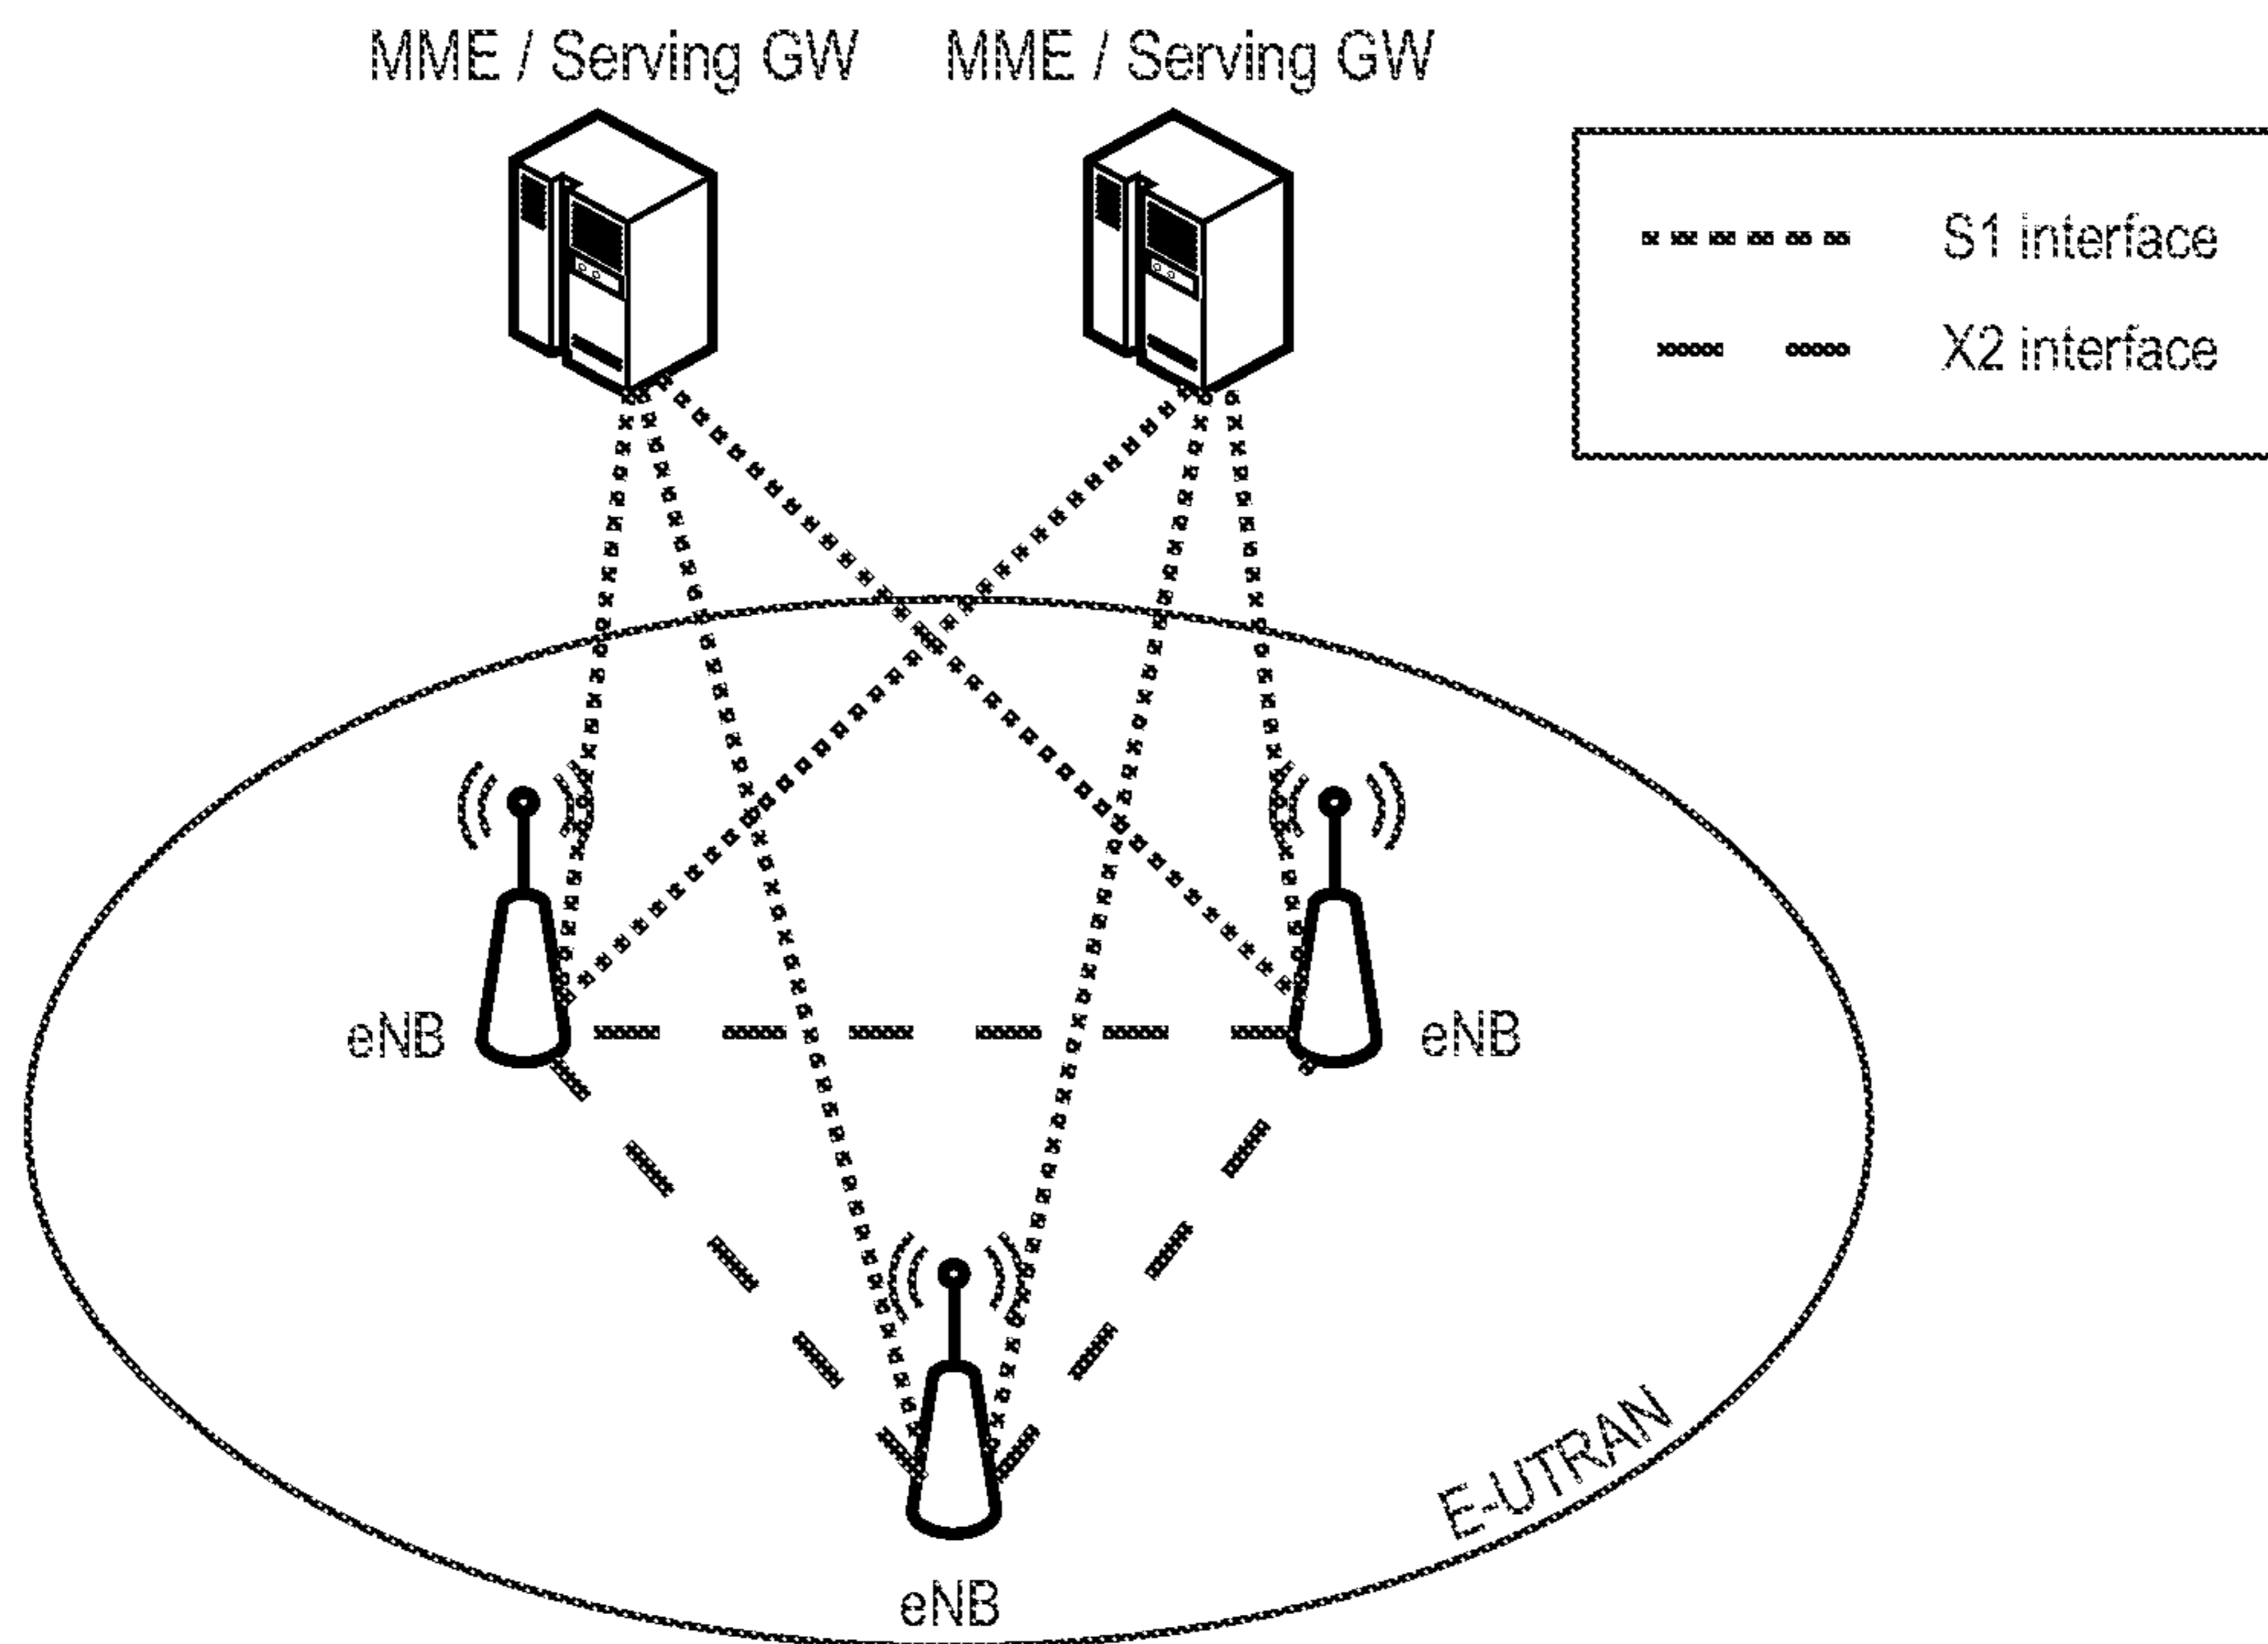 MME / Serving GW
MME / Serving GW
S1 interface
X2 interface
eNB
eNB
E-UTRAN
eNB